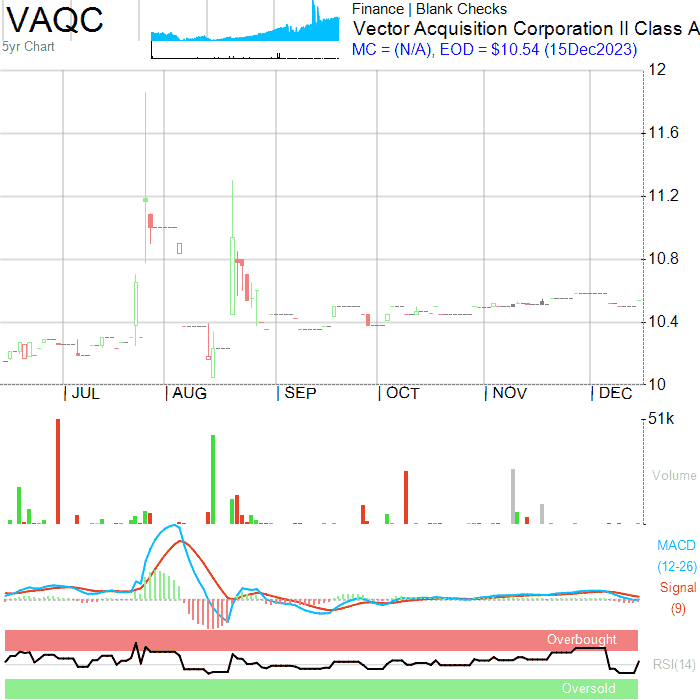 VAQC
5yr Chart
Finance | Blank Checks
Vector Acquisition Corporation II Class A
MC = (N/A), EOD = $10.54 (15Dec2023)
12
11.6
11.2
10.8
10.4
10
| JUL | AUG | SEP | OCT | NOV | DEC
51k
Volume
MACD
(12-26)
Signal
(9)
Overbought
RSI(14)
Oversold